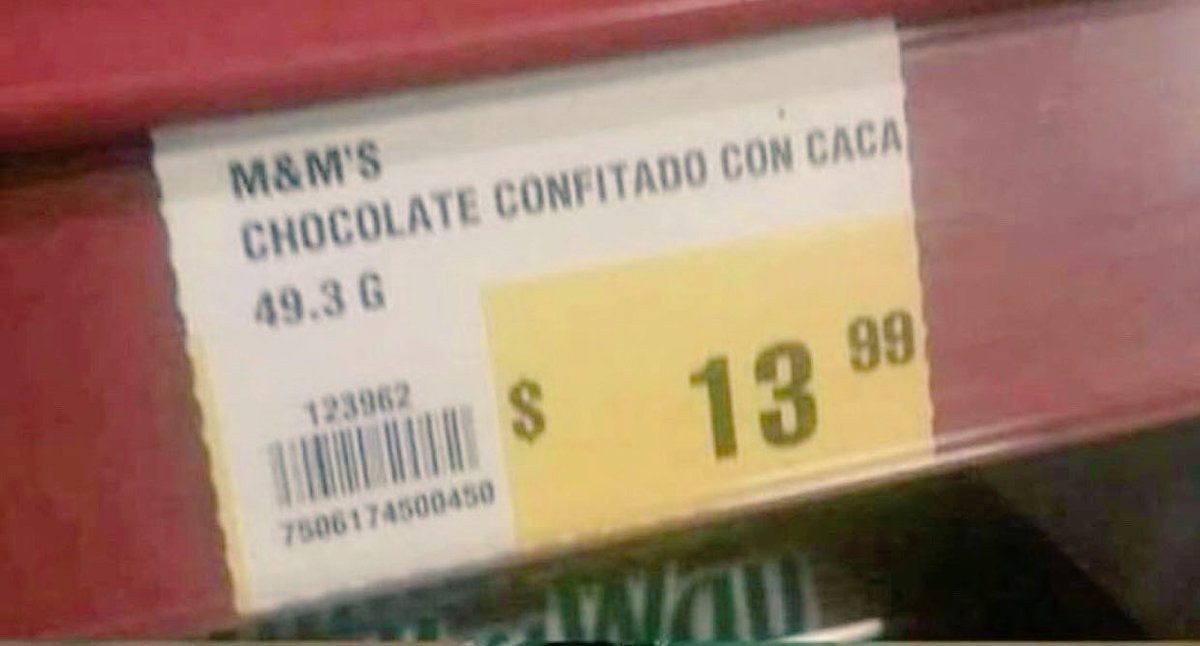 M&M'S
CHOCOLATE CONFITADO CON CACA
49.3 G
$ 13 99
123962
7506174500450